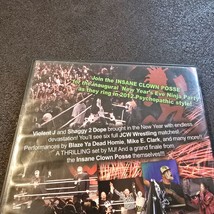 Join the INSANE CLOWN POSSE
for the inaugural New Year's Eve Ninja Party
as they ring in 2012 Psychopathic style!
Violent J and Shaggy 2 Dope brought in the New Year with endless
devastation! You'll see six full JCW Wrestling matches!
Performances by Blaze Ya Dead Homie, Mike E. Clark, and many more!!
A THRILLING set by MJ! And a grand finale from
the Insane Clown Posse themselves!!!